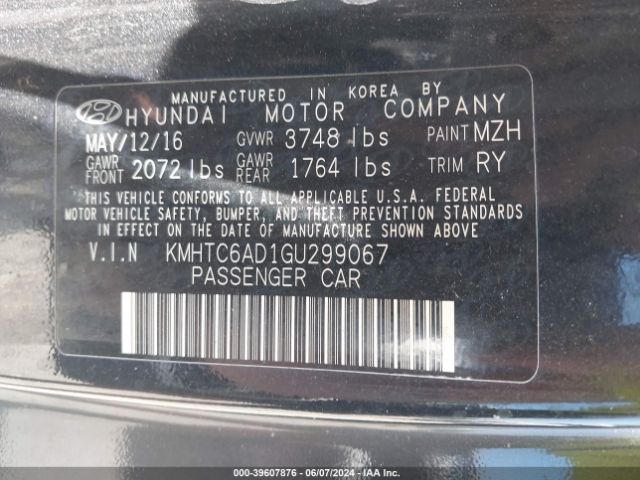 MANUFACTURED IN KOREA BY
HYUNDAI MOTOR COMPANY
MAY/12/16 GVWR 3748 lbs PAINT MZH
GAWR FRONT 2072 lbs GAWR REAR 1764 lbs TRIM RY
THIS VEHICLE CONFORMS TO ALL APPLICABLE U.S.A. FEDERAL
MOTOR VEHICLE SAFETY, BUMPER, AND THEFT PREVENTION STANDARDS
IN EFFECT ON THE DATE OF MANUFACTURE SHOWN ABOVE
V.I.N KMHTC6AD1GU299067
PASSENGER CAR
000-39607876 - 06/07/2024 - IAA Inc.